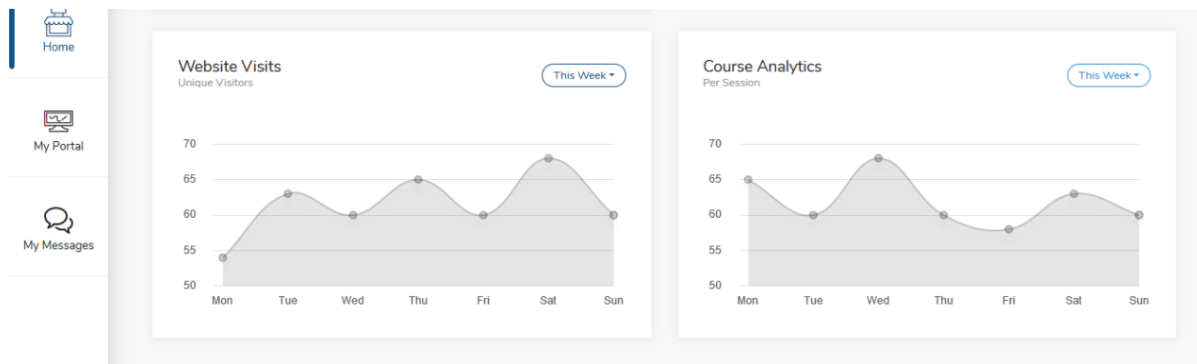 Home
My Portal
My Messages
Website Visits
Unique Visitors
This Week
70
65
60
55
50
Mon Tue Wed Thu Fri Sat Sun
Course Analytics
Per Session
This Week
70
65
60
55
50
Mon Tue Wed Thu Fri Sat Sun